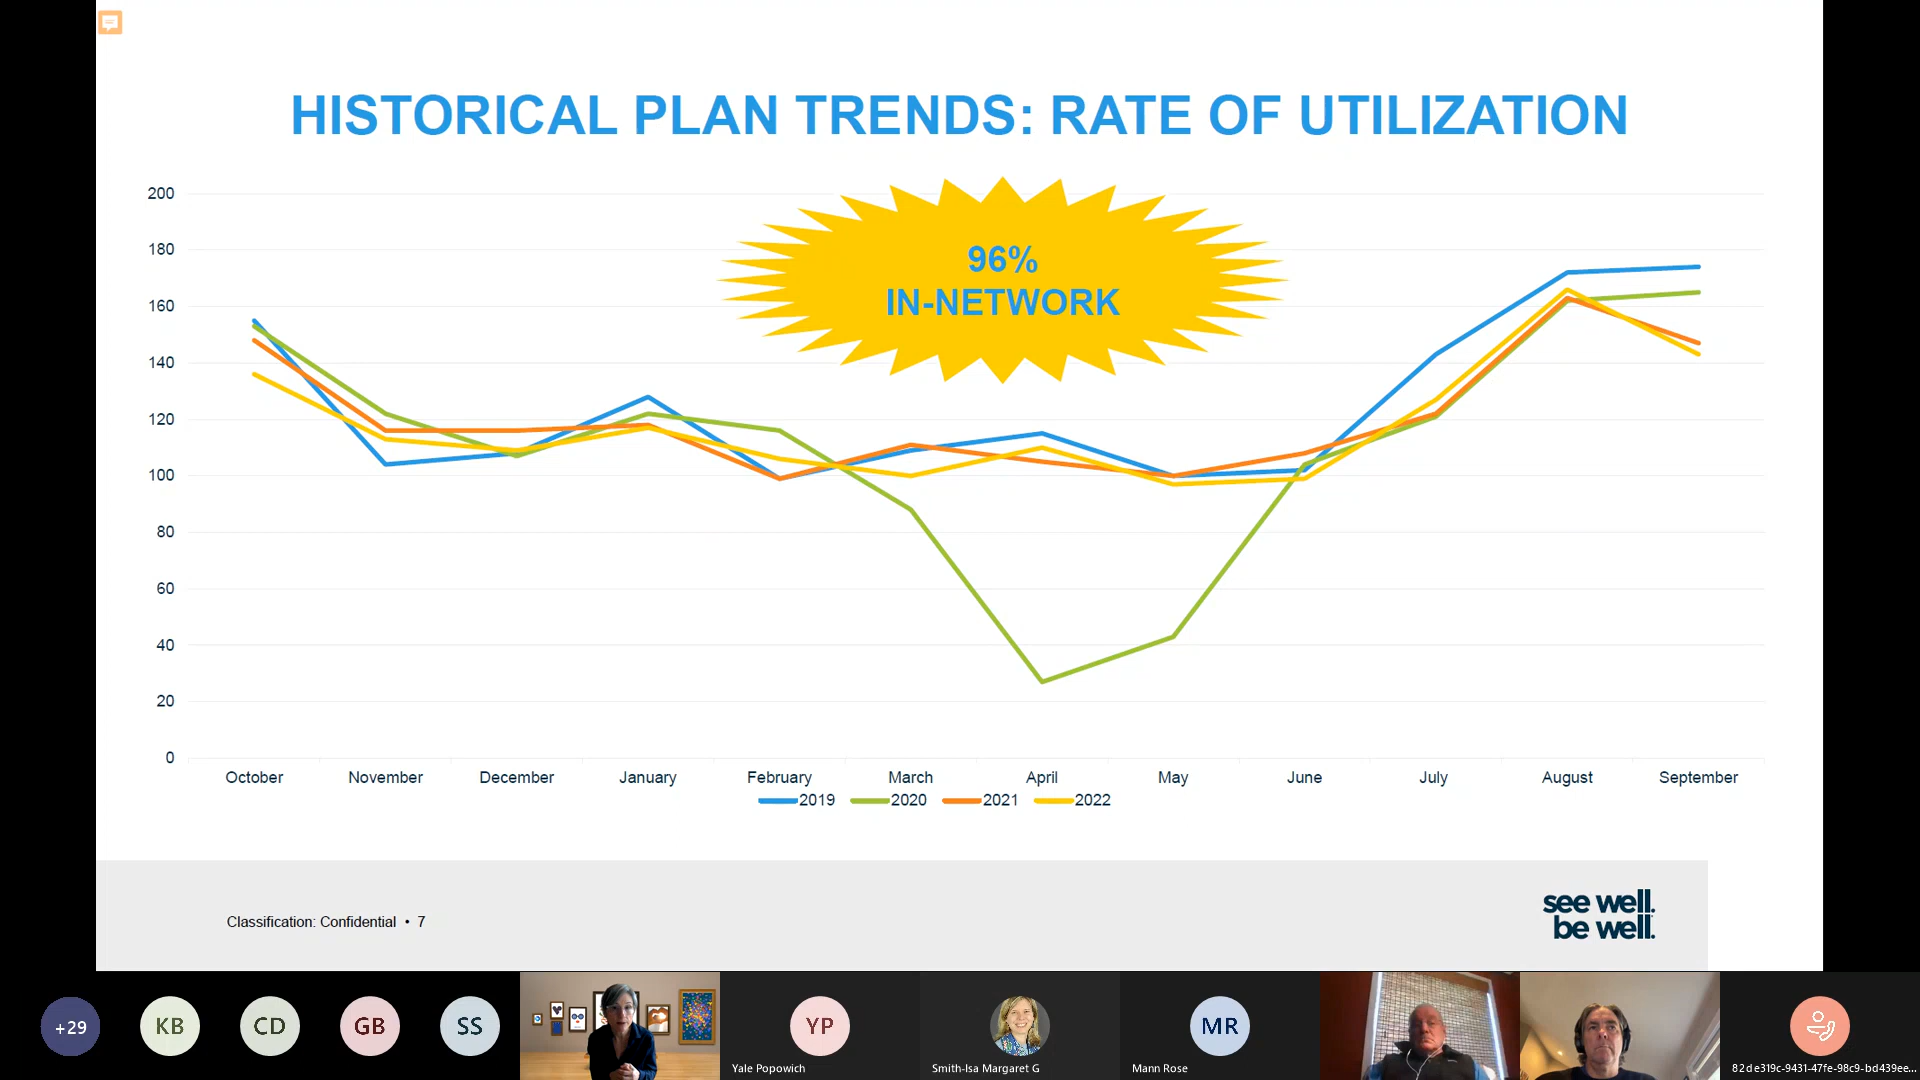 HISTORICAL PLAN TRENDS: RATE OF UTILIZATION
96%
IN-NETWORK
200
180
160
140
120
100
80
60
40
20
0
October November December January February March April May June July August September
2019 2020 2021 2022
Classification: Confidential • 7
see well.
be well.
+29 KB CD GB SS YP MR
Yale Popowich Smith-Isa Margaret G Mann Rose 82de319c-9431-47fe-98c9-bd439ee...